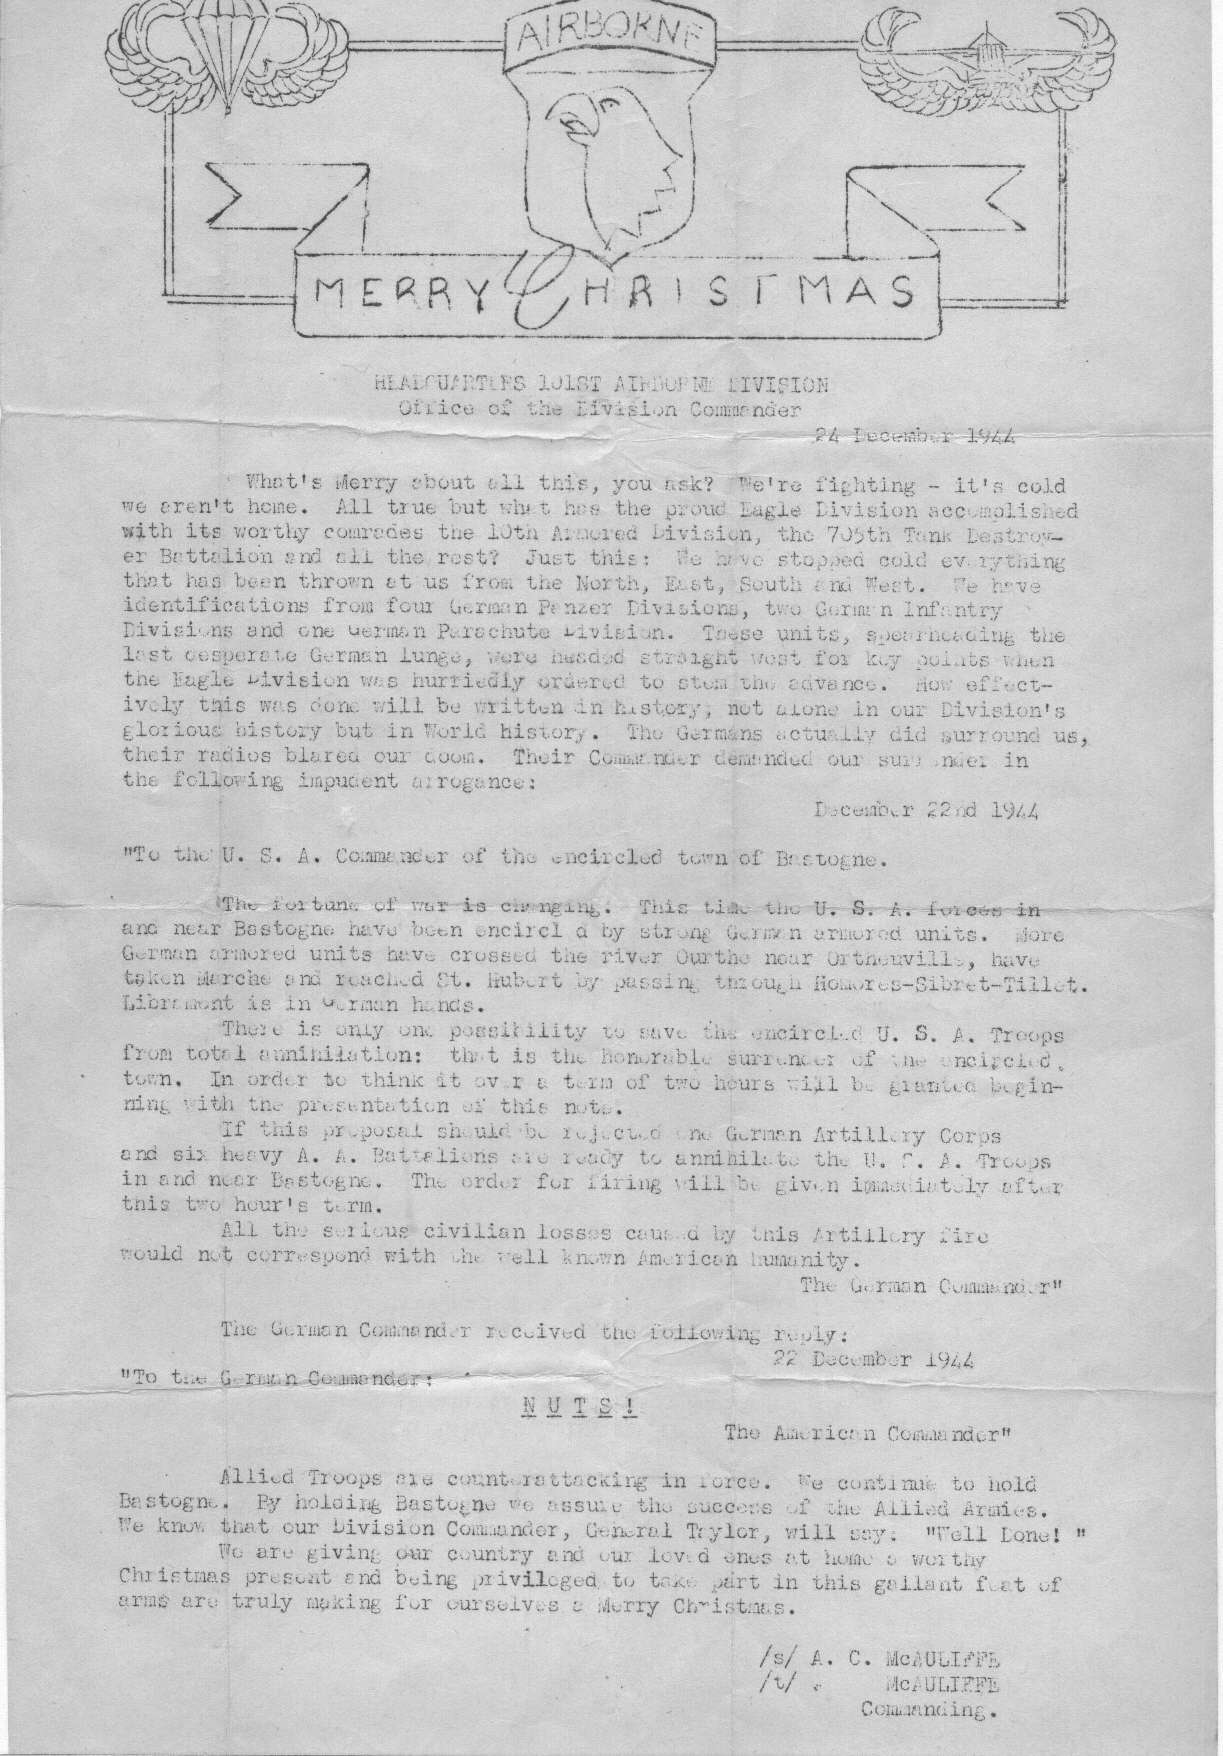 AIRBORNE
MERRY CHRISTMAS
HEADQUARTERS 101ST AIRBORNE DIVISION
Office of the Division Commander
24 December 1944
What's Merry about all this, you ask? We're fighting - it's cold
we aren't home. All true but what has the proud Eagle Division accomplished
with its worthy comrades the 10th Armored Division, the 705th Tank Destroy-
er Battalion and all the rest? Just this: We have stopped cold everything
that has been thrown at us from the North, East, South and West. We have
identifications from four German Panzer Divisions, two German Infantry
Divisions and one German Parachute Division. These units, spearheading the
last desperate German lunge, were headed straight west for key points when
the Eagle Division was hurriedly ordered to stem the advance. How effect-
ively this was done will be written in history; not alone in our Division's
glorious history but in World history. The Germans actually did surround us,
their radios blared our doom. Their Commander demanded our surrender in
the following impudent arrogance:
December 22nd 1944
"To the U. S. A. Commander of the encircled town of Bastogne.
The fortune of war is changing. This time the U. S. A. forces in
and near Bastogne have been encircled by strong German armored units. More
German armored units have crossed the river Ourthe near Ortheuville, have
taken Marche and reached St. Hubert by passing through Homores-Sibret-Tillet.
Libramont is in German hands.
There is only one possibility to save the encircled U. S. A. Troops
from total annihilation: that is the honorable surrender of the encircled
town. In order to think it over a term of two hours will be granted begin-
ning with the presentation of this note.
If this proposal should be rejected one German Artillery Corps
and six heavy A. A. Battalions are ready to annihilate the U. S. A. Troops
in and near Bastogne. The order for firing will be given immediately after
this two hour's term.
All the serious civilian losses caused by this Artillery fire
would not correspond with the well known American humanity.
The German Commander"
The German Commander received the following reply:
22 December 1944
"To the German Commander:
N U T S !
The American Commander"
Allied Troops are counterattacking in force. We continue to hold
Bastogne. By holding Bastogne we assure the success of the Allied Armies.
We know that our Division Commander, General Taylor, will say: "Well Done! "
We are giving our country and our loved ones at home a worthy
Christmas present and being privileged to take part in this gallant feat of
arms are truly making for ourselves a Merry Christmas.
/s/ A. C. McAULIFFE
/t/ McAULIFFE
Commanding.